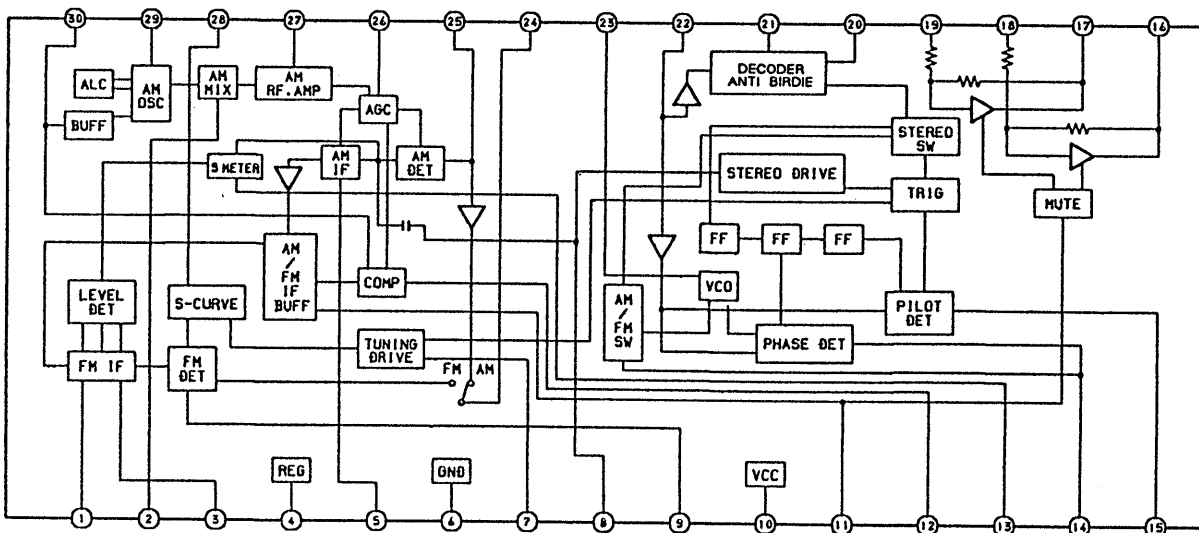 30 29 28 27 26 25 24 23 22 21 20 19 18 17 16
ALC
AM
OSC
AM
MIX
AM
RF.AMP
BUFF
AGC
S METER
AM
IF
AM
DET
DECODER
ANTI BIRDIE
STEREO
SW
STEREO DRIVE
TRIG
MUTE
FF
FF
FF
AM
/
FM
IF
BUFF
COMP
LEVEL
DET
S-CURVE
VCO
AM
/
FM
SW
PILOT
DET
PHASE DET
TUNING
DRIVE
FM IF
FM
DET
FM
AM
REG
GND
VCC
1 2 3 4 5 6 7 8 9 10 11 12 13 14 15